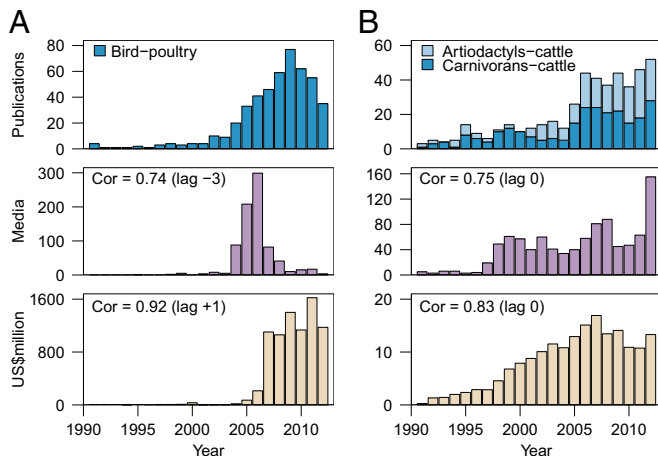 A
B
Bird−poultry
Artiodactyls−cattle
Carnivorans−cattle
Publications
80
60
40
20
0
60
40
20
0
Cor = 0.74 (lag −3)
Cor = 0.75 (lag 0)
Media
300
200
100
0
160
120
80
40
0
Cor = 0.92 (lag +1)
Cor = 0.83 (lag 0)
US$million
1600
800
0
20
10
0
1990 1995 2000 2005 2010
1990 1995 2000 2005 2010
Year
Year